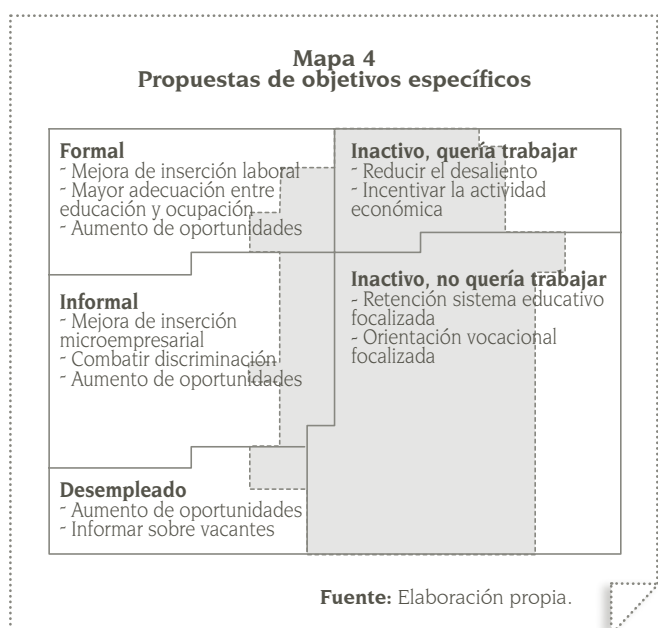 Mapa 4
Propuestas de objetivos específicos
Formal
- Mejora de inserción laboral
- Mayor adecuación entre
educación y ocupación
- Aumento de oportunidades
Inactivo, quería trabajar
- Reducir el desaliento
- Incentivar la actividad
económica
Informal
- Mejora de inserción
microempresarial
- Combatir discriminación
- Aumento de oportunidades
Inactivo, no quería trabajar
- Retención sistema educativo
focalizada
- Orientación vocacional
focalizada
Desempleado
- Aumento de oportunidades
- Informar sobre vacantes
Fuente: Elaboración propia.